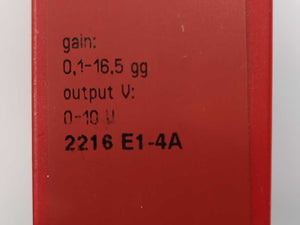 gain:
0,1-16,5 gg
output V:
0-10 V
2216 E1-4A